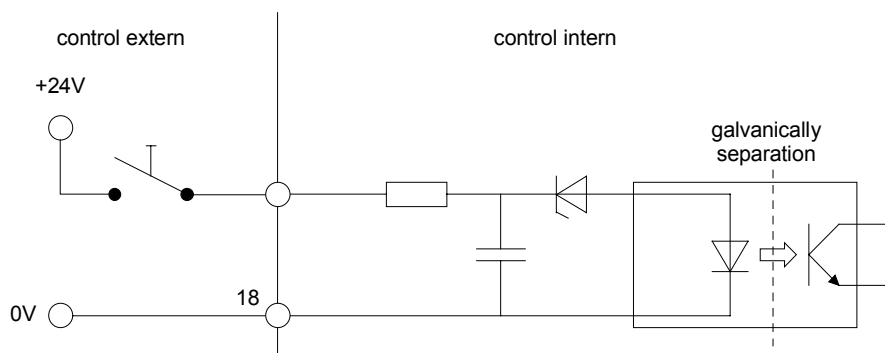 control extern
control intern
+24V
galvanically
separation
18
0V